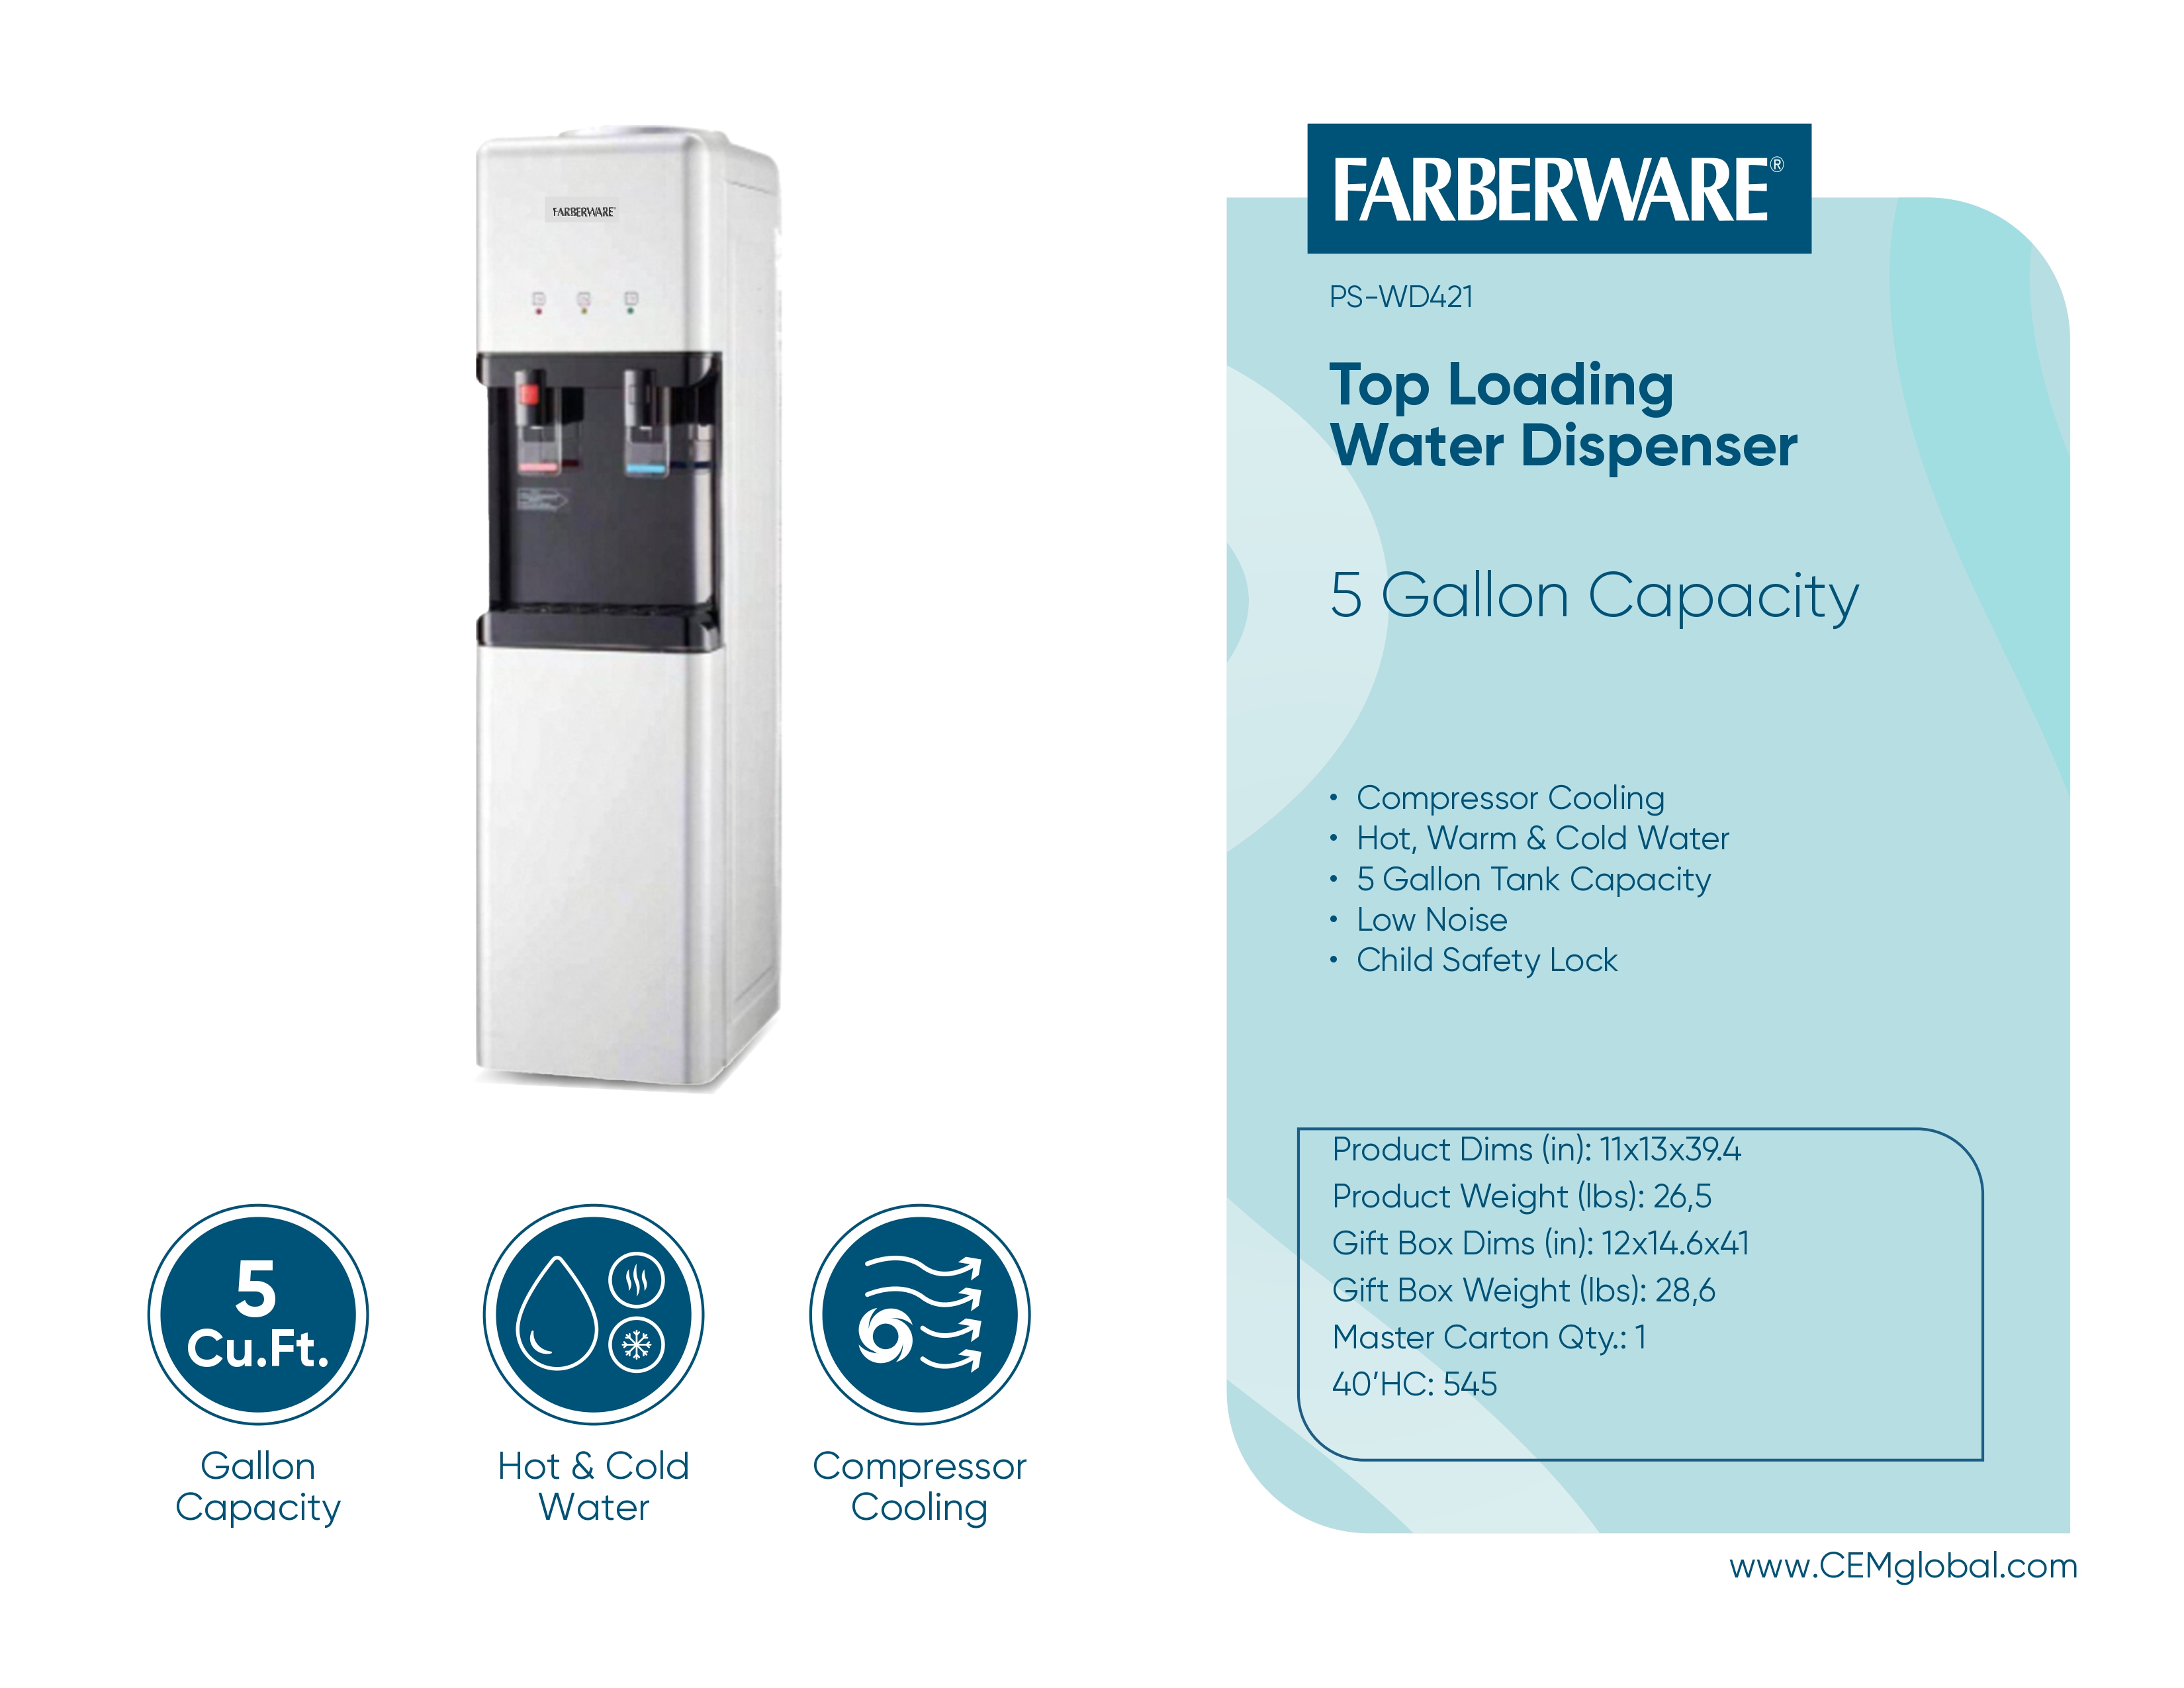 FARBERWARE
5
Cu.Ft.
Gallon
Capacity
Hot & Cold
Water
Compressor
Cooling
FARBERWARE®
PS-WD421
Top Loading
Water Dispenser
5 Gallon Capacity
• Compressor Cooling
• Hot, Warm & Cold Water
• 5 Gallon Tank Capacity
• Low Noise
• Child Safety Lock
Product Dims (in): 11x13x39.4
Product Weight (lbs): 26,5
Gift Box Dims (in): 12x14.6x41
Gift Box Weight (lbs): 28,6
Master Carton Qty.: 1
40'HC: 545
www.CEMglobal.com